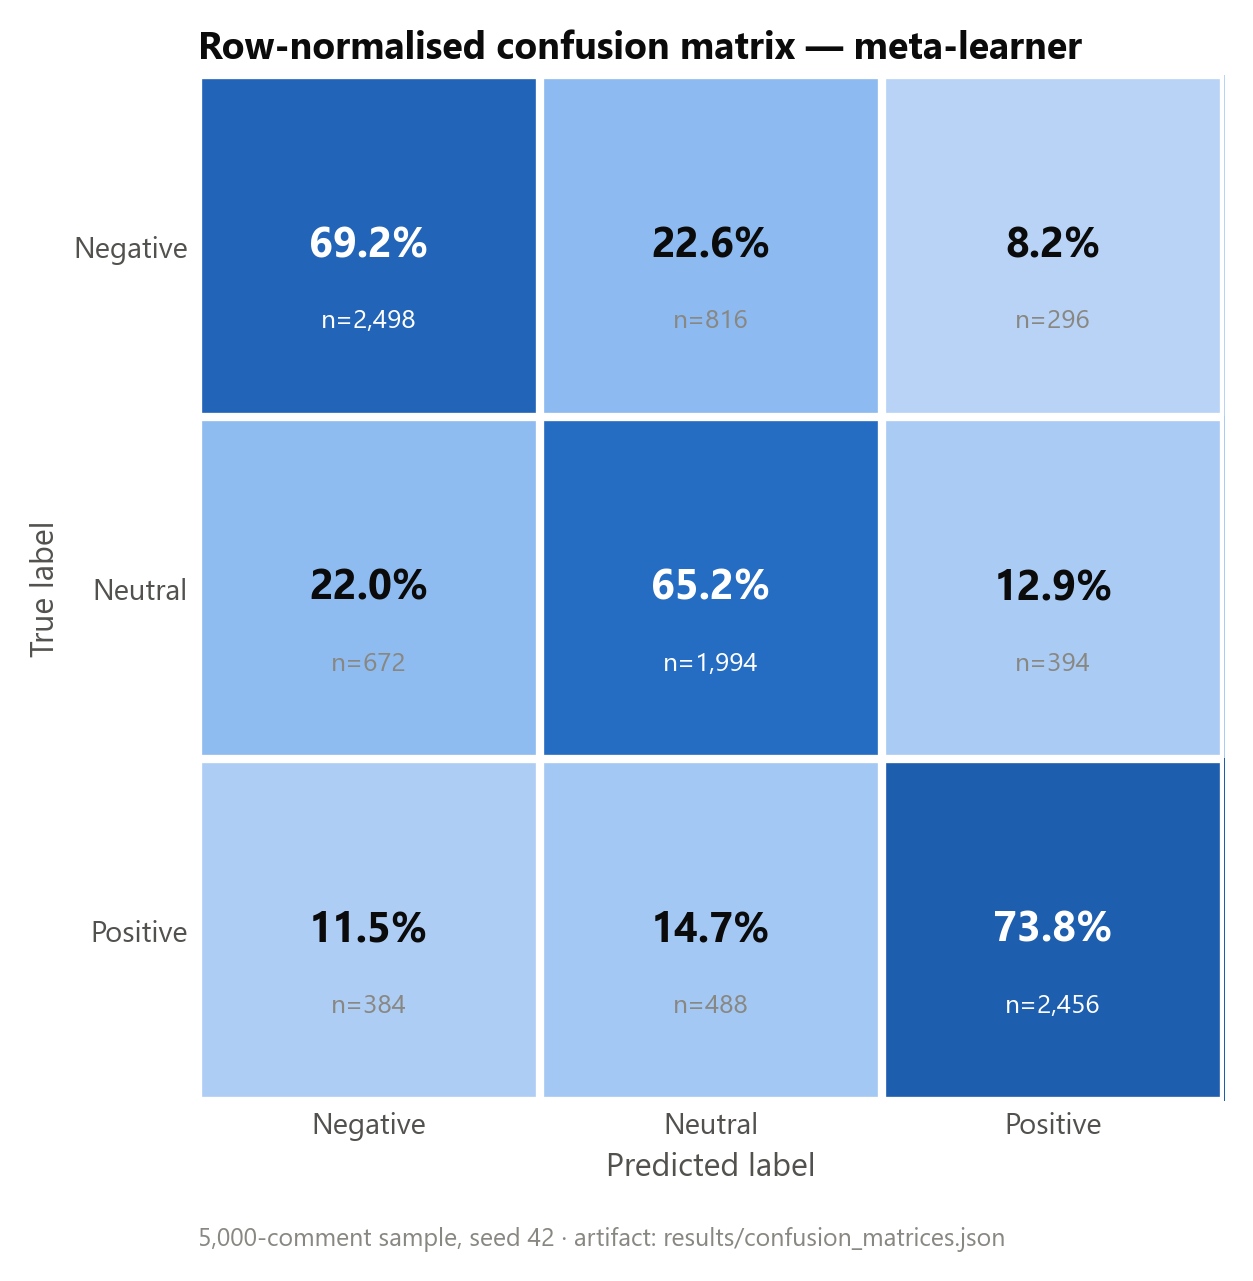 Row-normalised confusion matrix — meta-learner
Negative
69.2%
22.6%
8.2%
n=2,498
n=816
n=296
True label
Neutral
22.0%
65.2%
12.9%
n=672
n=1,994
n=394
Positive
11.5%
14.7%
73.8%
n=384
n=488
n=2,456
Negative
Neutral
Positive
Predicted label
5,000-comment sample, seed 42 · artifact: results/confusion_matrices.json